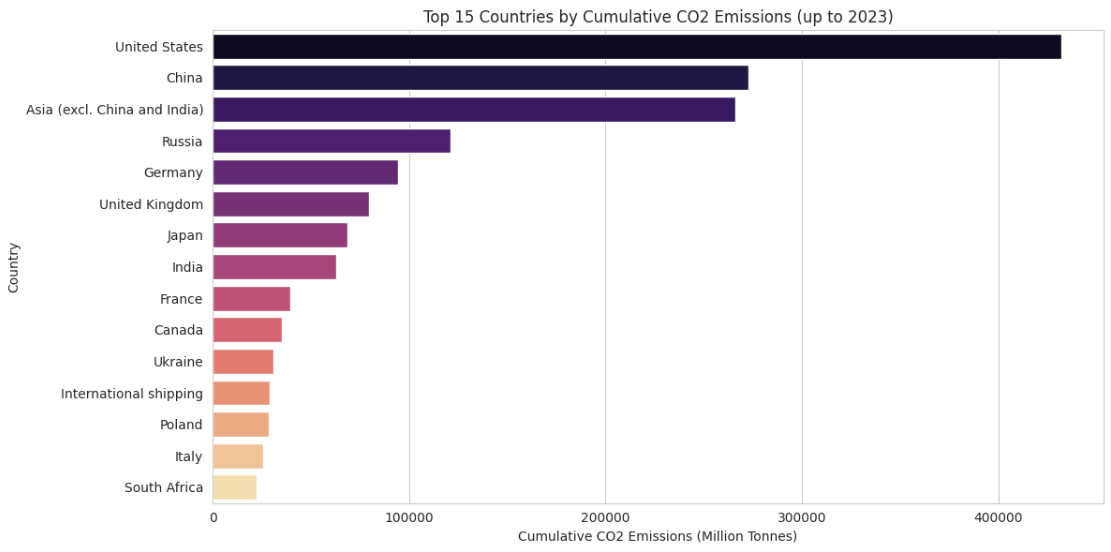 Top 15 Countries by Cumulative CO2 Emissions (up to 2023)
Country
United States
China
Asia (excl. China and India)
Russia
Germany
United Kingdom
Japan
India
France
Canada
Ukraine
International shipping
Poland
Italy
South Africa
0 100000 200000 300000 400000
Cumulative CO2 Emissions (Million Tonnes)